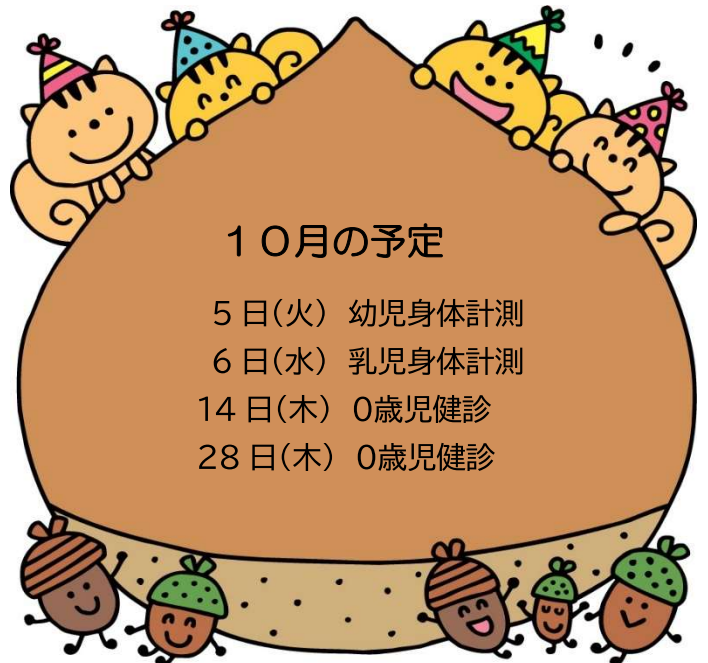 １０月の予定
５日(火) 幼児身体計測
６日(水) 乳児身体計測
14日(木) 0歳児健診
28日(木) 0歳児健診